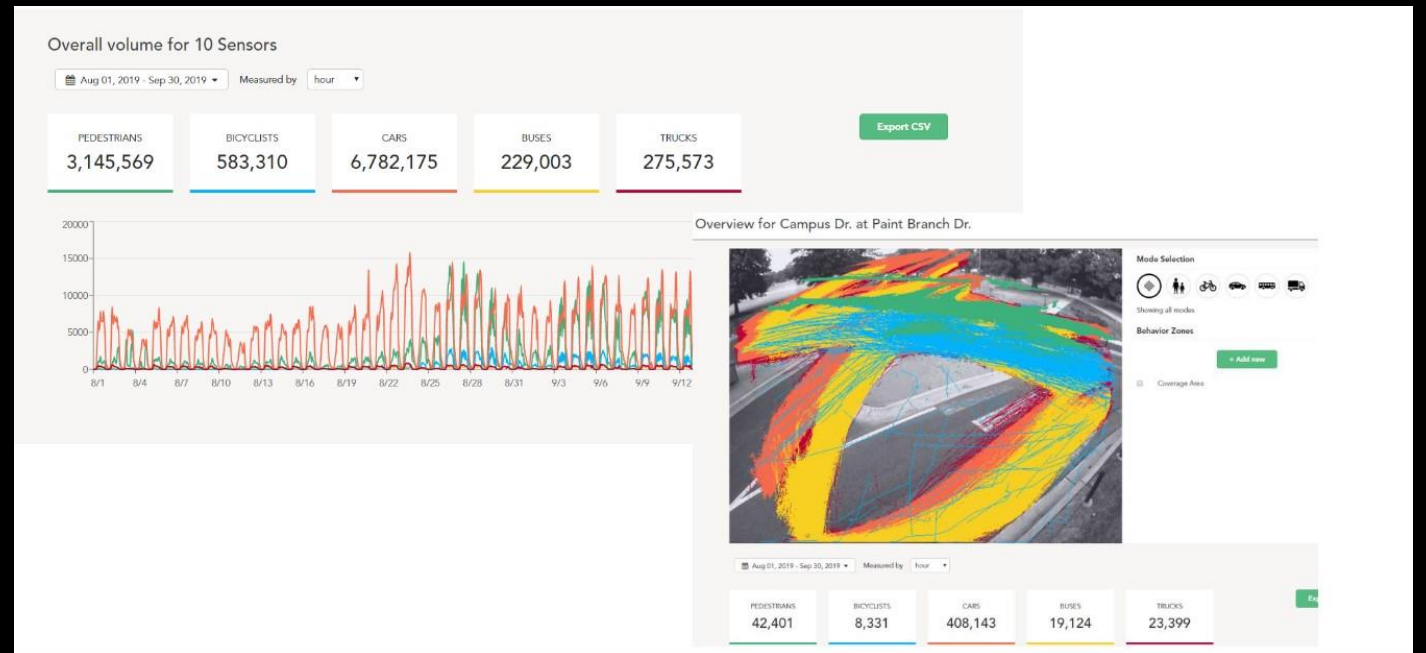 Overall volume for 10 Sensors
Aug 01, 2019 - Sep 30, 2019 Measured by hour
PEDESTRIANS BICYCLISTS CARS BUSES TRUCKS
3,145,569 583,310 6,782,175 229,003 275,573
Export CSV
20000
15000
10000
5000
0
8/1 8/4 8/7 8/10 8/13 8/16 8/19 8/22 8/25 8/28 8/31 9/3 9/6 9/9 9/12
Overview for Campus Dr. at Paint Branch Dr.
Mode Selection
Showing all modes
Behavior Zones
+ Add new
Coverage Area
Aug 01, 2019 - Sep 30, 2019 Measured by hour
PEDESTRIANS BICYCLISTS CARS BUSES TRUCKS
42,401 8,331 408,143 19,124 23,399